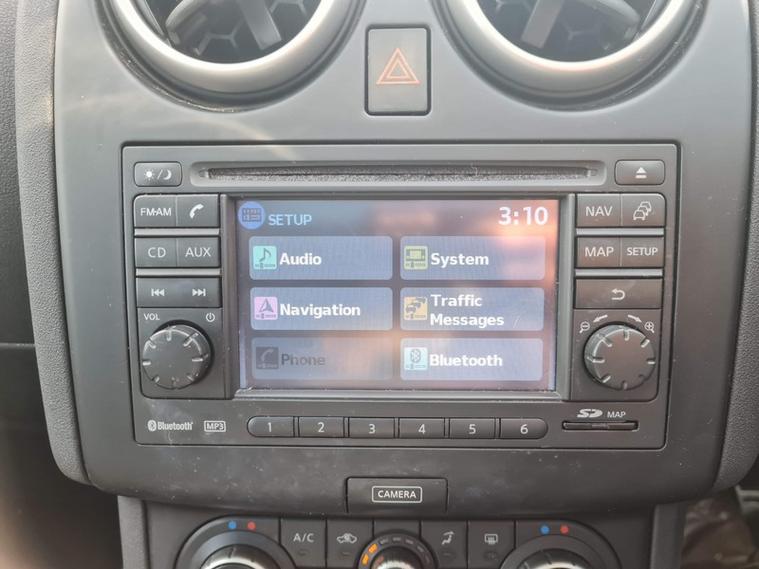 FM·AM
NAV
SETUP
3:10
CD AUX
MAP SETUP
Audio
System
Navigation
Traffic
Messages
VOL
Phone
Bluetooth
Bluetooth
MP3
1 2 3 4 5 6
SD MAP
CAMERA
A/C